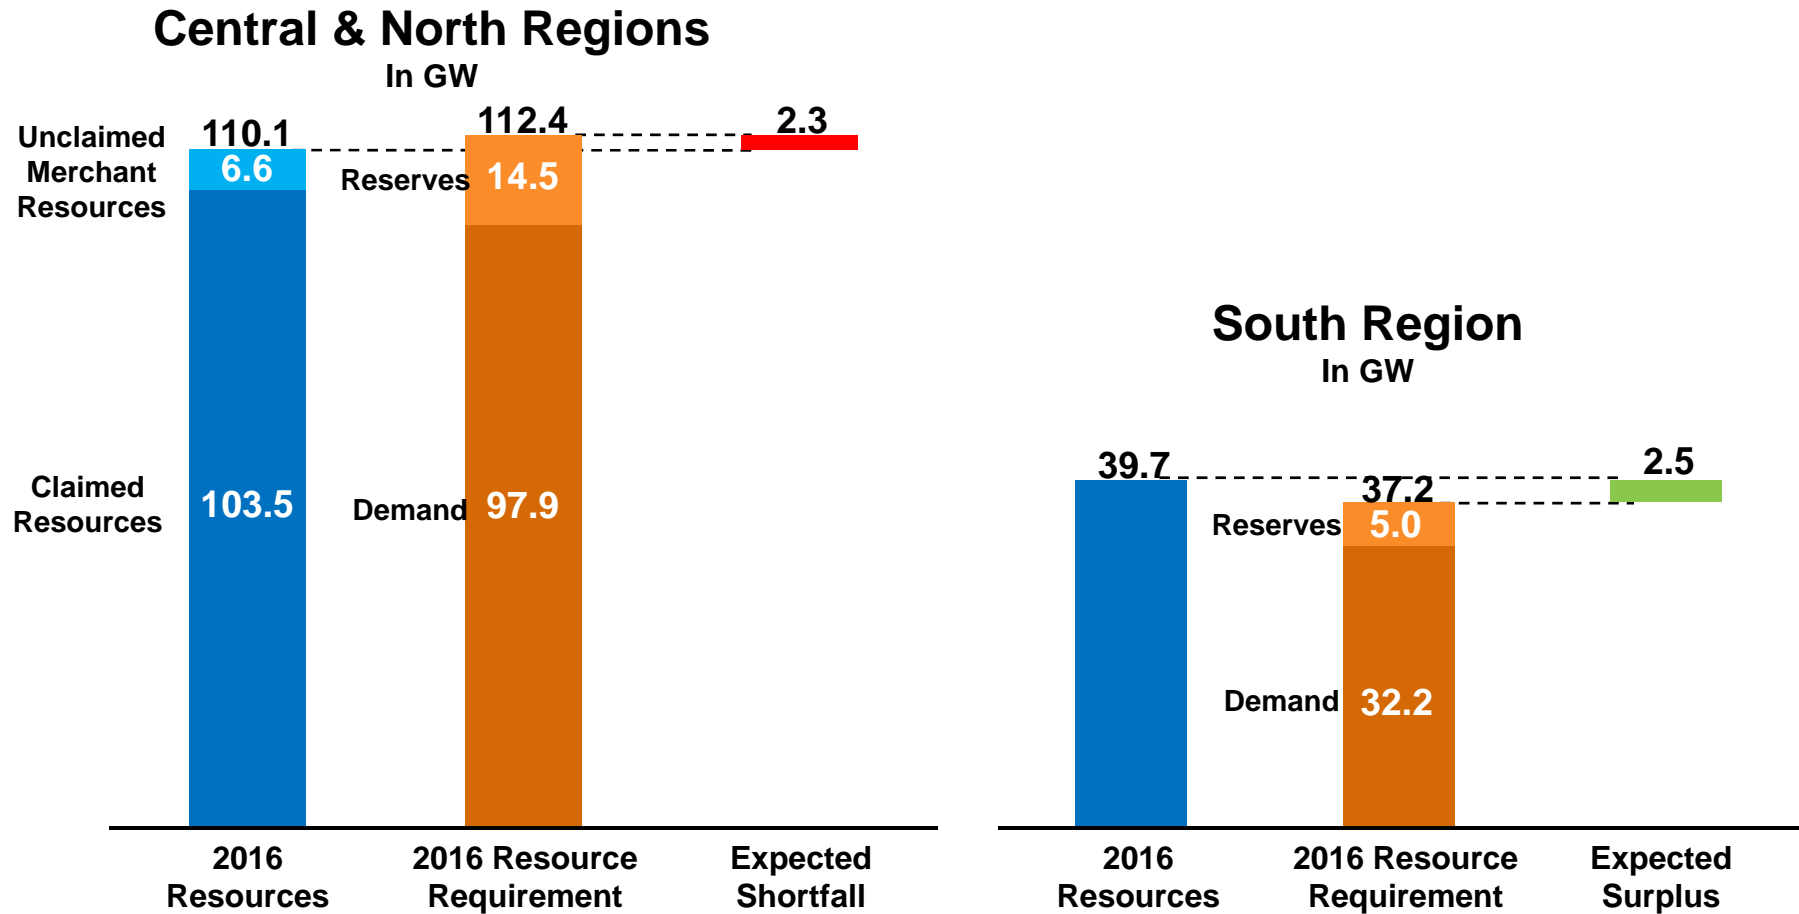 Central & North Regions
In GW
Unclaimed
Merchant
Resources
110.1
6.6
Reserves
112.4
14.5
2.3
Claimed
Resources
103.5
Demand
97.9
2016
Resources
2016 Resource
Requirement
Expected
Shortfall
South Region
In GW
39.7
37.2
2.5
Reserves
5.0
Demand
32.2
2016
Resources
2016 Resource
Requirement
Expected
Surplus